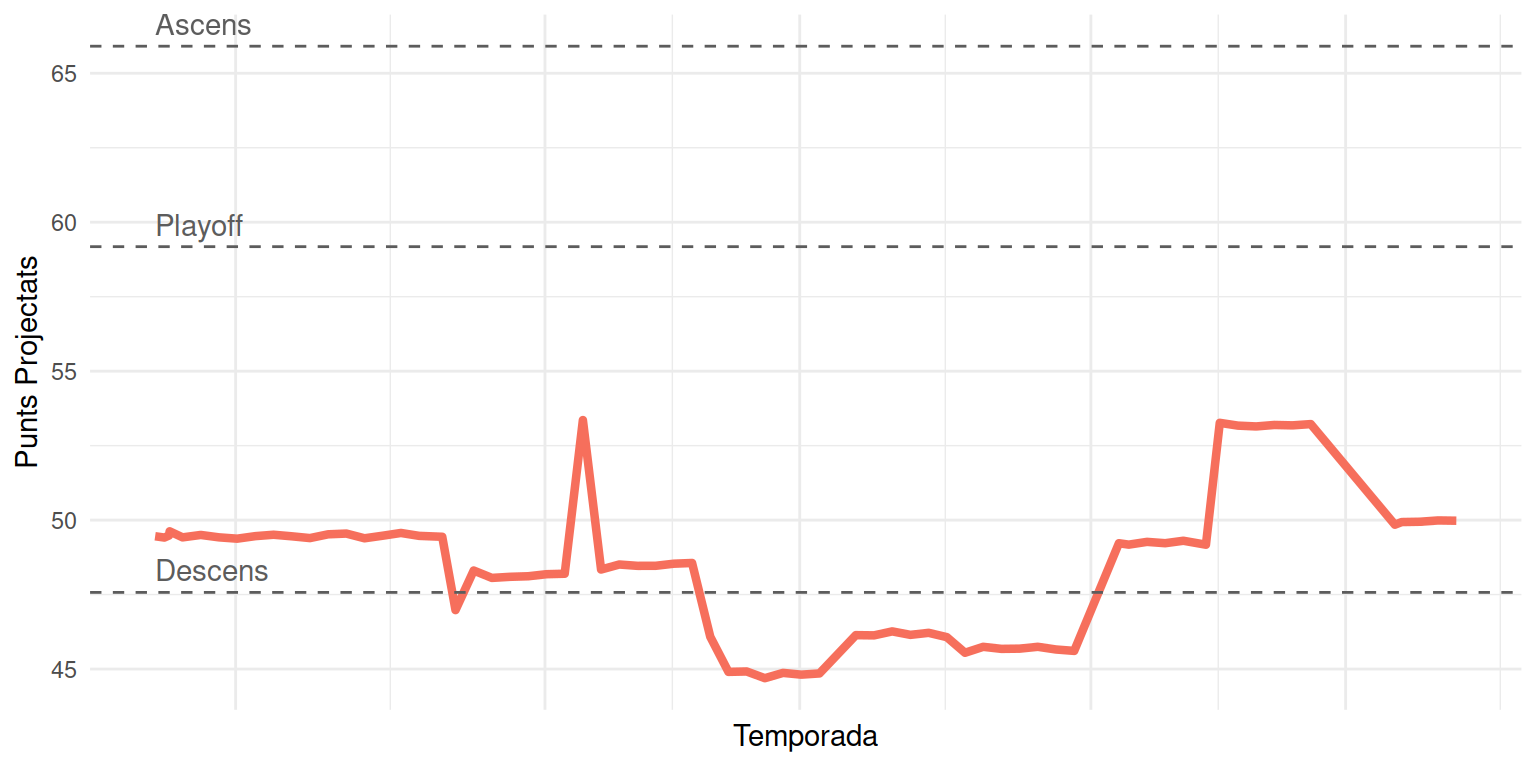 Ascens
65
Playoff
60
Punts Projectats
55
50
Descens
45
Temporada